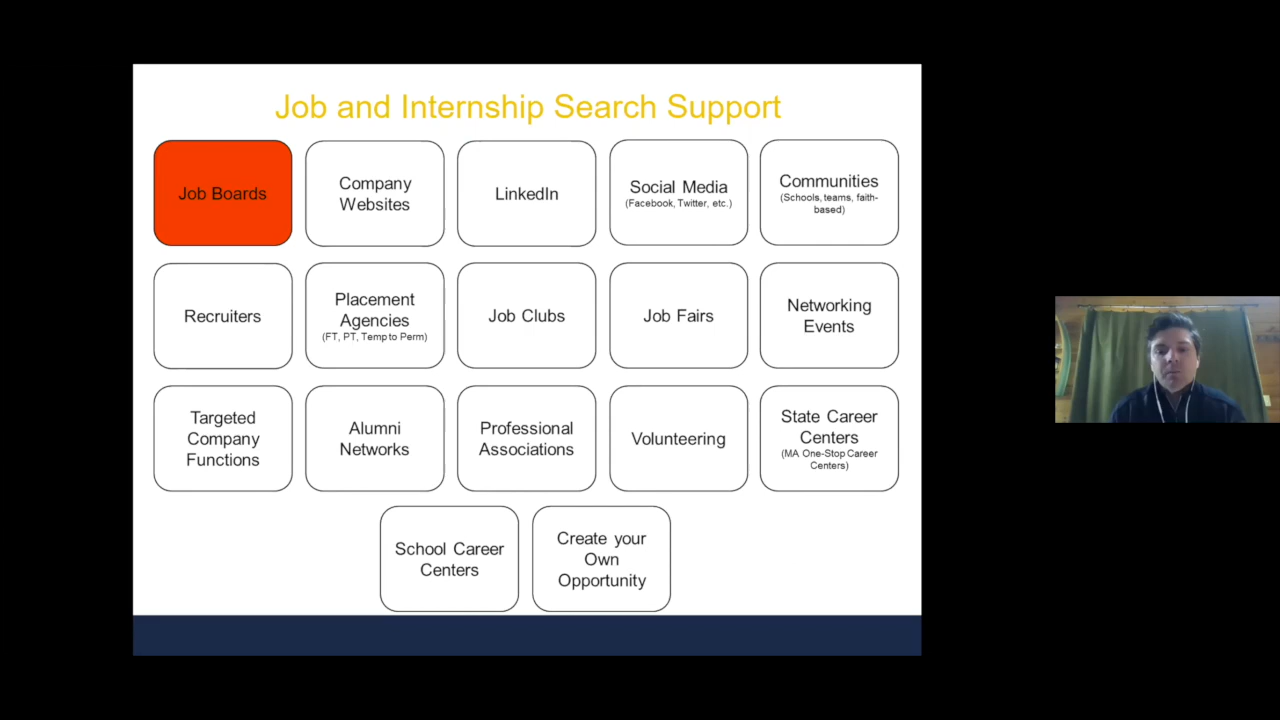 Job and Internship Search Support
Job Boards
Company
Websites
LinkedIn
Social Media
(Facebook, Twitter, etc.)
Communities
(Schools, teams, faith-
based)
Recruiters
Placement
Agencies
(FT, PT, Temp to Perm)
Job Clubs
Job Fairs
Networking
Events
Targeted
Company
Functions
Alumni
Networks
Professional
Associations
Volunteering
State Career
Centers
(MA One-Stop Career
Centers)
School Career
Centers
Create your
Own
Opportunity